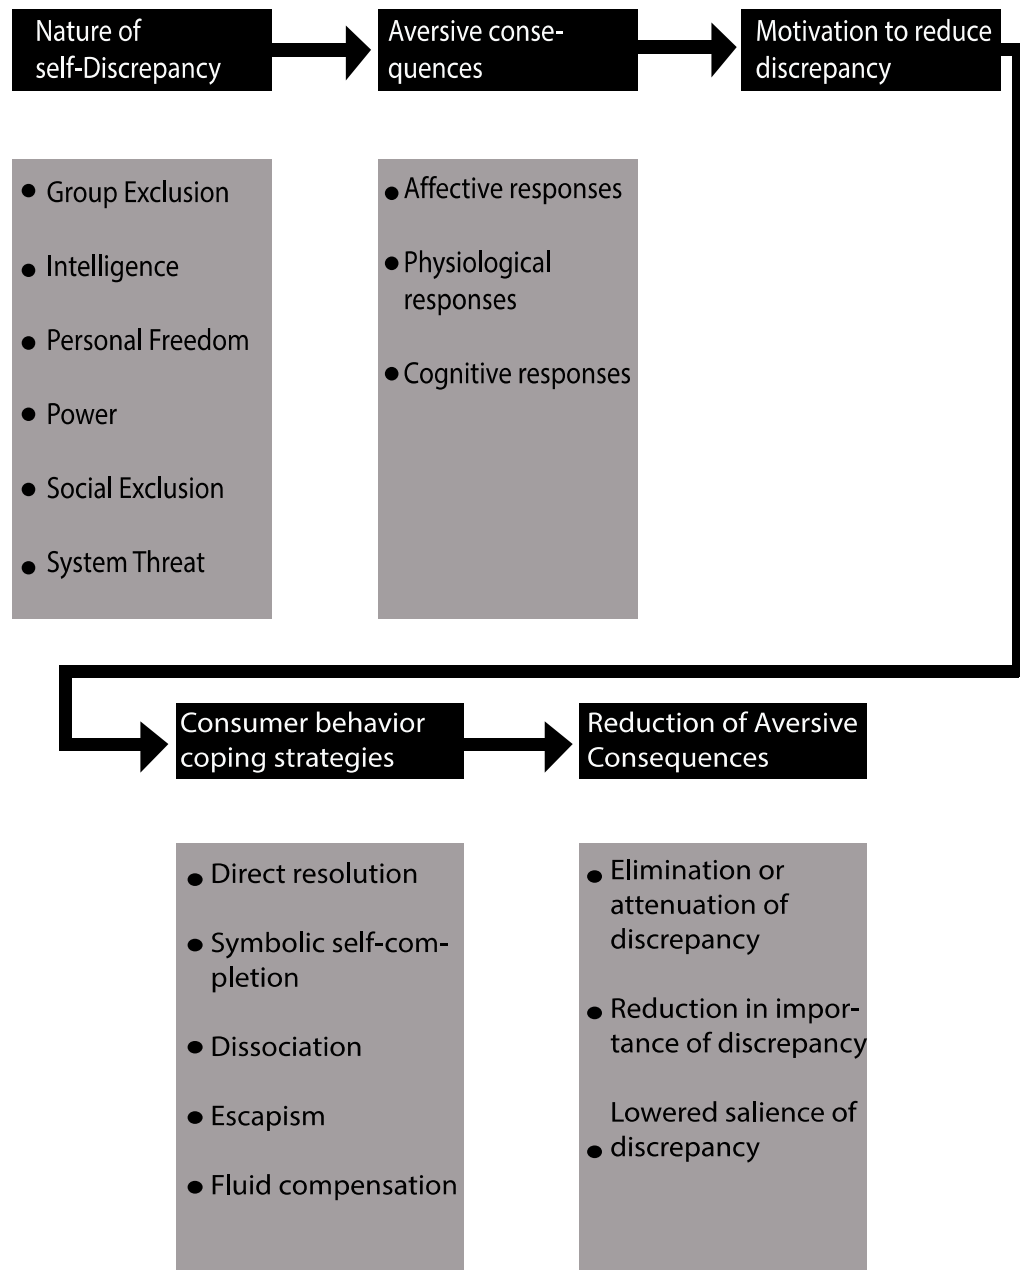 Nature of
self-Discrepancy
Aversive conse-
quences
Motivation to reduce
discrepancy
• Group Exclusion
• Intelligence
• Personal Freedom
• Power
• Social Exclusion
• System Threat
• Affective responses
• Physiological
responses
• Cognitive responses
Consumer behavior
coping strategies
Reduction of Aversive
Consequences
• Direct resolution
• Symbolic self-com-
pletion
• Dissociation
• Escapism
• Fluid compensation
• Elimination or
attenuation of
discrepancy
• Reduction in impor-
tance of discrepancy
Lowered salience of
• discrepancy